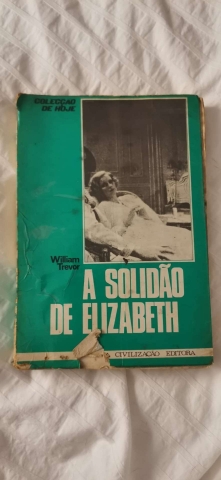 COLECÇÃO
DE HOJE
William
Trevor
A SOLIDÃO
DE ELIZABETH
CIVILIZAÇÃO EDITORA